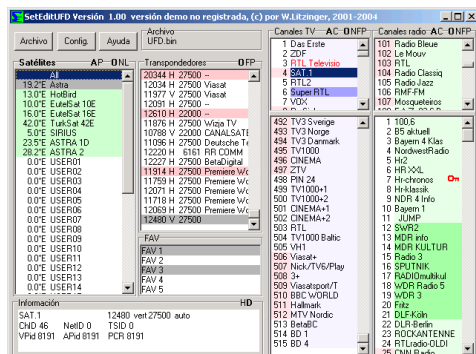 SetEditUFD Versión 1.00 versión demo no registrada, (c) por W.Litzinger, 2001-2004
Archivo
Config.
Ayuda
Archivo
UFD.bin
Satélites AP ONL
All
19.2°E Astra
13.0°E HotBird
10.0°E EutelSat 10E
16.0°E EutelSat 16E
42.0°E TurkSat 42E
5.0°E SIRIUS
23.5°E ASTRA 1D
28.2°E ASTRA 2
0.0°E USER01
0.0°E USER02
0.0°E USER03
0.0°E USER04
0.0°E USER05
0.0°E USER06
0.0°E USER07
0.0°E USER08
0.0°E USER09
0.0°E USER10
0.0°E USER11
0.0°E USER12
0.0°E USER13
0.0°E USER14
Transpondedores OFP
20344 H 27500 --
12034 H 27500 Viasat
11977 V 27500 Viasat
12091 H 27500 --
12610 H 22000 --
11876 H 27500 Wizja TV
10788 V 22000 CANALSATE
11096 H 27500 Deutsche Te
12220 H 6161 RR COMM
12227 H 27500 BetaDigital
11914 H 27500 Premiere Wo
11759 H 27500 Premiere Wc
12071 H 27500 Premiere Wc
11718 H 27500 Premiere Wc
12069 H 27500 Premiere Wc
12480 V 27500
FAV
FAV 1
FAV 2
FAV 3
FAV 4
FAV 5
Canales TV AC-ONFP
1 Das Erste
2 ZDF
3 RTL Televisio
4 SAT.1
5 RTL2
6 Super RTL
7 VOX
492 TV3 Sverige
493 TV3 Norge
494 TV3 Danmark
495 TV1000
496 CINEMA
497 ZTV
498 PIN 24
499 TV1000+1
500 TV1000+2
501 CINEMA+1
502 CINEMA+2
503 RTL
504 TV1000 Baltic
505 VH1
506 Viasat+
507 Nick/TV6/Play
508 3+
509 Viasatsport/T
510 BBC WORLD
511 Hallmark
512 MTV Nordic
513 BetaBC
514 BD 1
515 BD 4
Canales radio AC-ONFP
101 Radio Bleue
102 Le Mouv
103 RTL
104 Radio Classiq
105 Radio Jazz
106 RMF-FM
107 Mosqueteiros
1 100,6
2 B5 aktuell
3 Bayern 4 Klas
4 NordwestRadio
5 Hr2
6 HR XXL
7 Hr-chronos
8 Hr-klassik
9 NDR 4 Info
10 Bayern 1
11 JUMP
12 SWR2
13 MDR info
14 MDR KULTUR
15 Radio 3
16 SPUTNIK
17 RADIOmultikul
18 WDR Radio 5
19 WDR 3
20 Fritz
21 DLF-Köln
22 DLR-Berlin
23 ROCKANTENNE
24 RTLradio-OLDI
25 CNN Radio
Información HD
SAT.1 12480 vert 27500 auto
CND 46 NetID 0 TSID 0
VPid 8191 APid 8191 PCR 8191